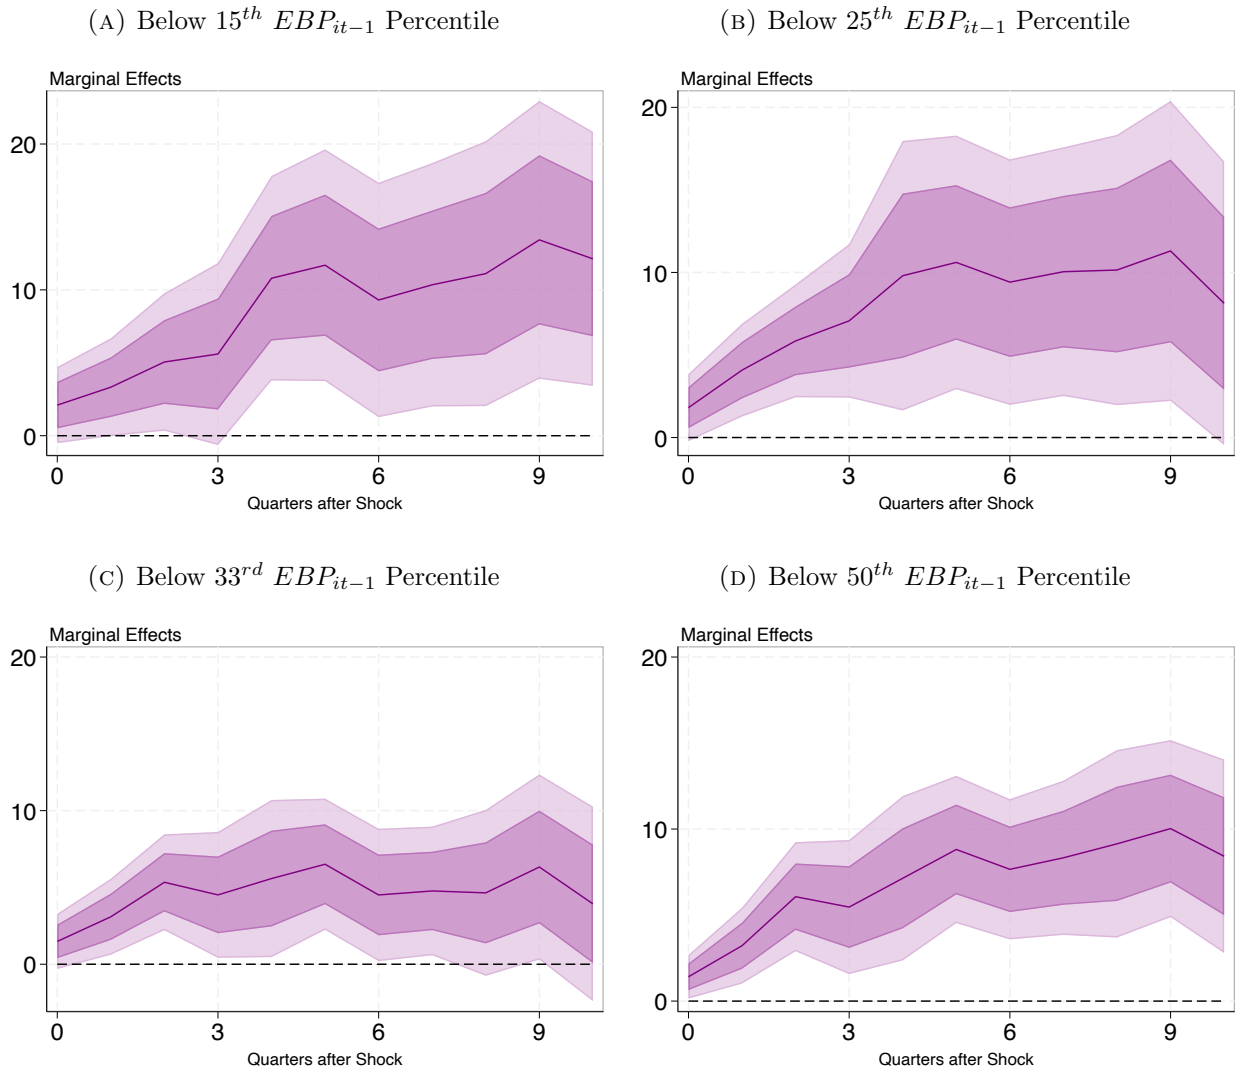 (A) Below 15th EBPit−1 Percentile
Marginal Effects
20
10
0
0 3 6 9
Quarters after Shock
(B) Below 25th EBPit−1 Percentile
Marginal Effects
20
10
0
0 3 6 9
Quarters after Shock
(C) Below 33rd EBPit−1 Percentile
Marginal Effects
20
10
0
0 3 6 9
Quarters after Shock
(D) Below 50th EBPit−1 Percentile
Marginal Effects
20
10
0
0 3 6 9
Quarters after Shock